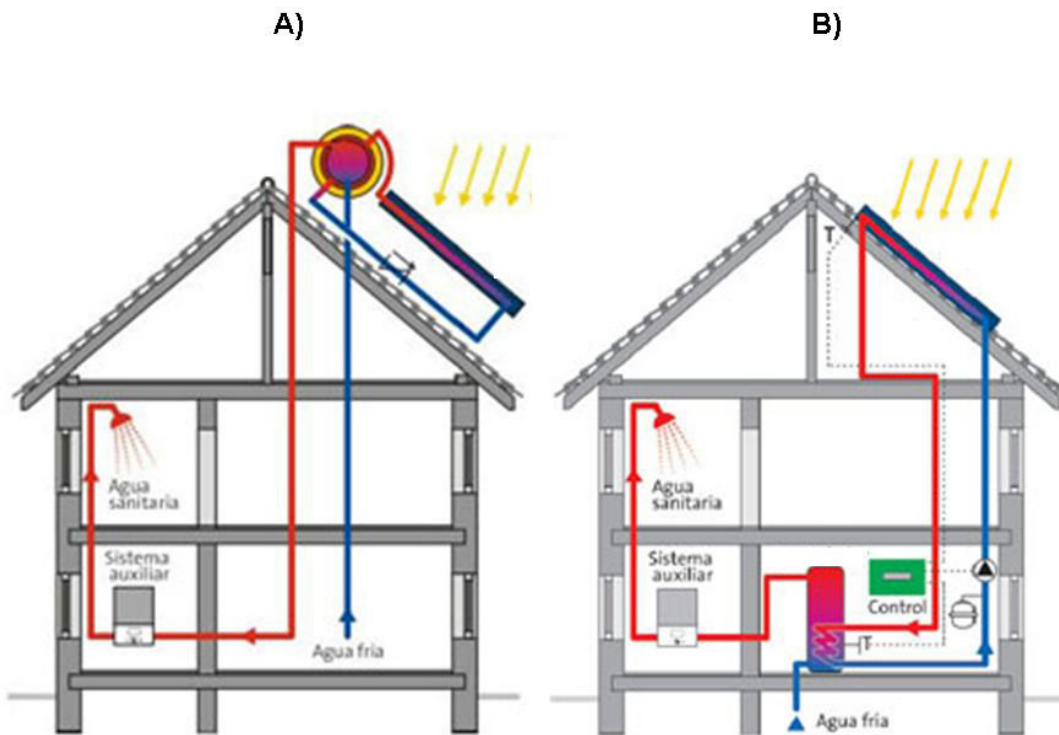 A)
B)
Agua
sanitaria
Sistema
auxiliar
Agua fría
T
Agua
sanitaria
Sistema
auxiliar
Control
T
Agua fría